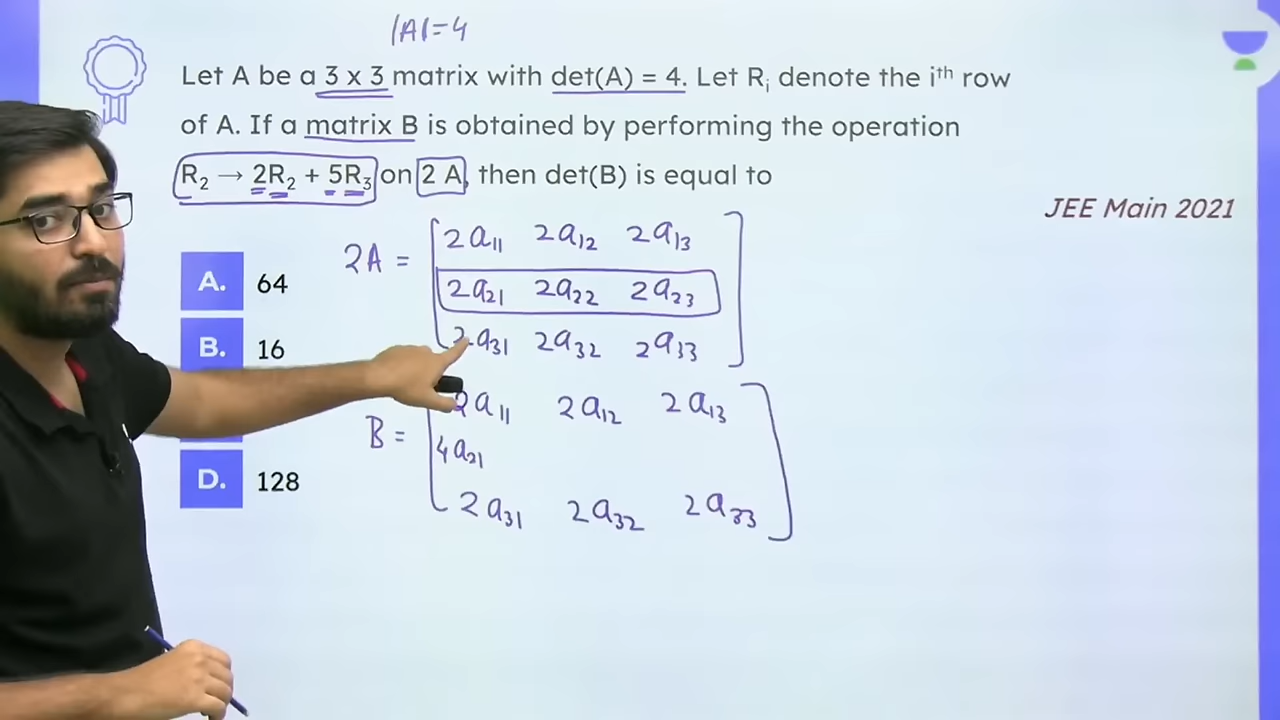 |A|=4
Let A be a 3 x 3 matrix with det(A) = 4. Let Rᵢ denote the iᵗʰ row
of A. If a matrix B is obtained by performing the operation
R₂ → 2R₂ + 5R₃ on 2 A, then det(B) is equal to
JEE Main 2021
2A = [2a₁₁ 2a₁₂ 2a₁₃
2a₂₁ 2a₂₂ 2a₂₃
2a₃₁ 2a₃₂ 2a₃₃]
A. 64
B. 16
D. 128
B = [2a₁₁ 2a₁₂ 2a₁₃
4a₂₁
2a₃₁ 2a₃₂ 2a₃₃]